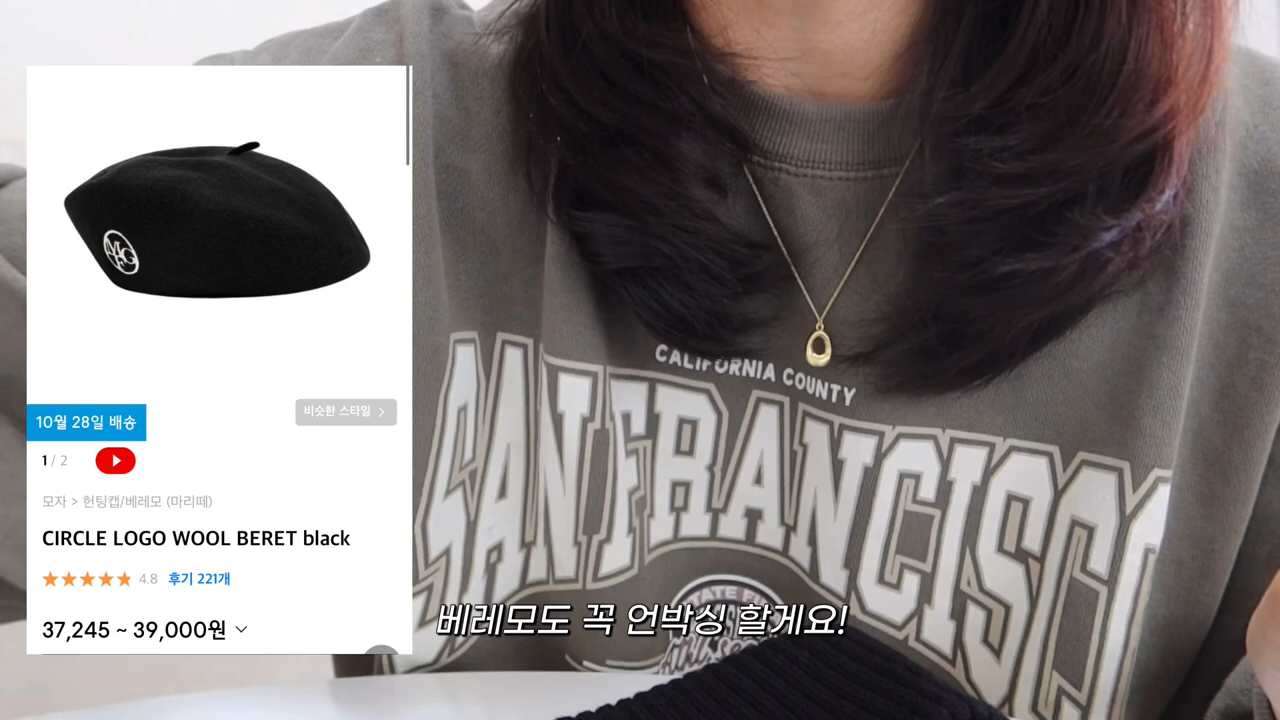 MFG
10월 28일 배송
비슷한 스타일 >
1 / 2
모자 > 헌팅캡/베레모 (마리떼)
CIRCLE LOGO WOOL BERET black
4.8 후기 221개
37,245 ~ 39,000원
CALIFORNIA COUNTY
SAN FRANCISCO
베레모도 꼭 언박싱 할게요!